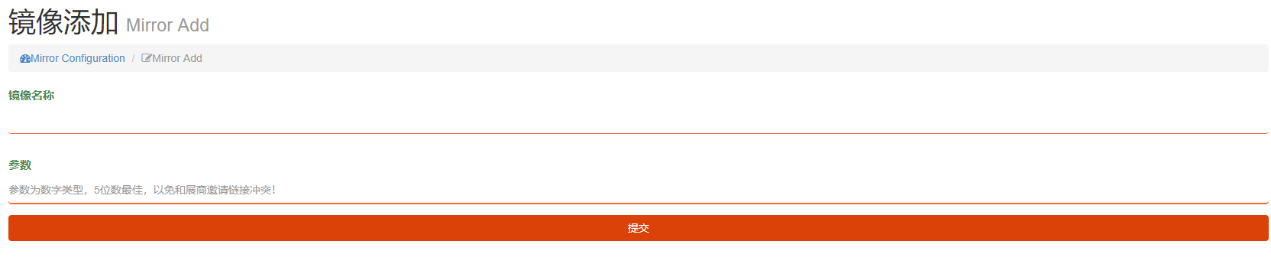 镜像添加 Mirror Add
Mirror Configuration / Mirror Add
镜像名称
参数
参数为数字类型，5位数最佳，以免和展商邀请链接冲突！
提交